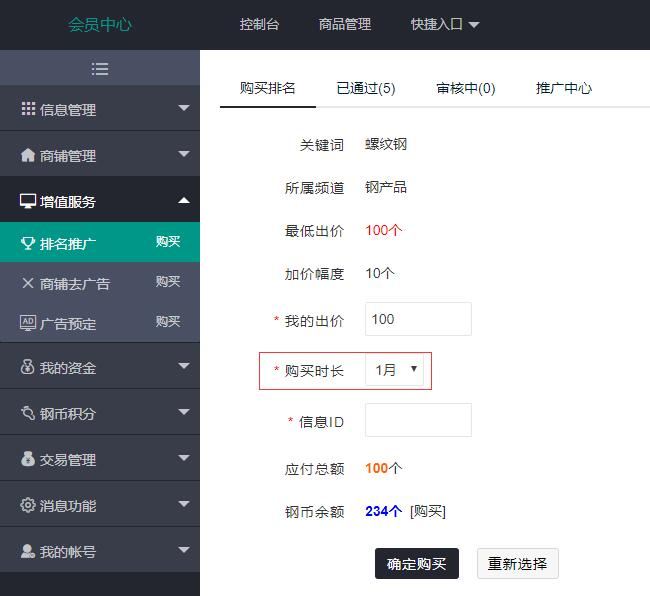 会员中心
控制台 商品管理 快捷入口
信息管理
商铺管理
增值服务
排名推广 购买
商铺去广告 购买
AD 广告预定 购买
我的资金
钢币积分
交易管理
消息功能
我的帐号
购买排名 已通过(5) 审核中(0) 推广中心
关键词 螺纹钢
所属频道 钢产品
最低出价 100个
加价幅度 10个
* 我的出价 100
* 购买时长 1月
* 信息ID
应付总额 100个
钢币余额 234个 [购买]
确定购买 重新选择